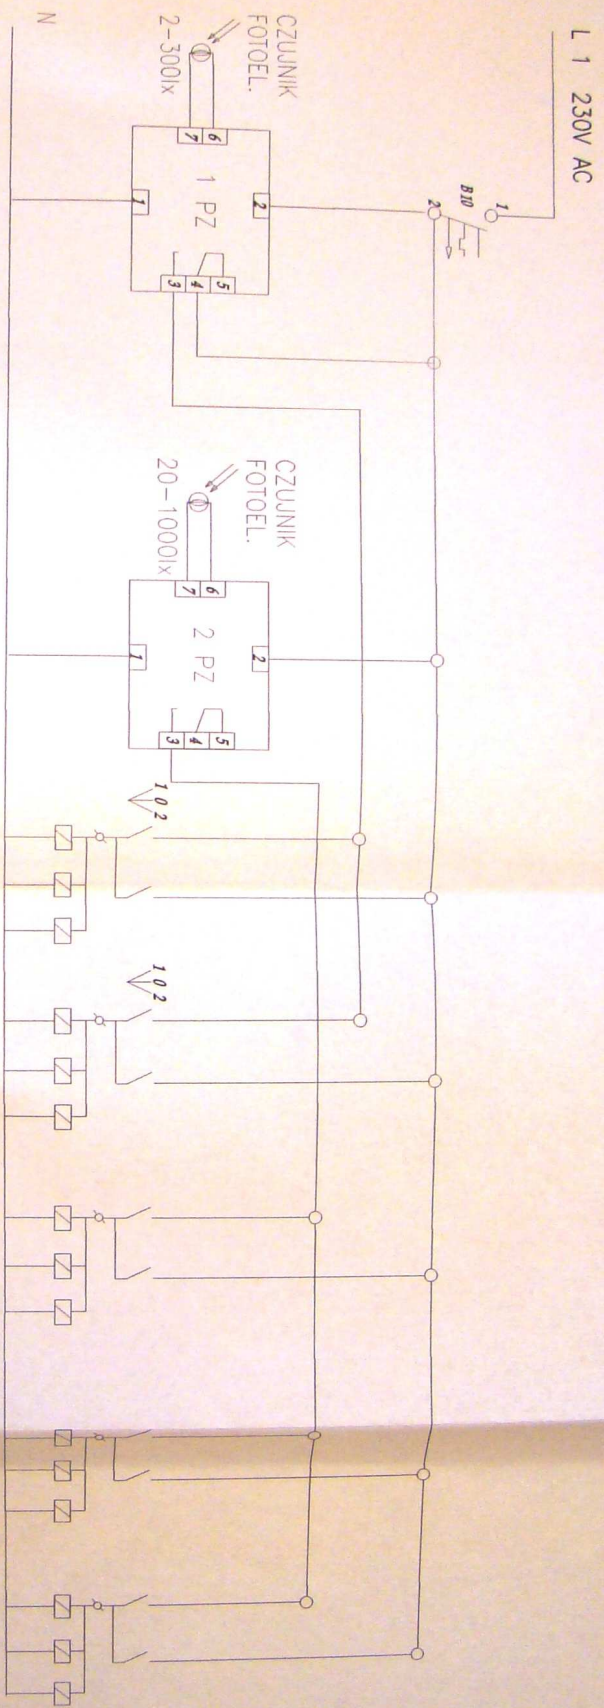 L 1 230V AC
1
B10
2
CZUJNIK
FOTOEL.
2-300lx
6
7
1 PZ
2
1
5
4
3
CZUJNIK
FOTOEL.
20-1000lx
6
7
2 PZ
2
1
5
4
3
1 0 2
1 0 2
N